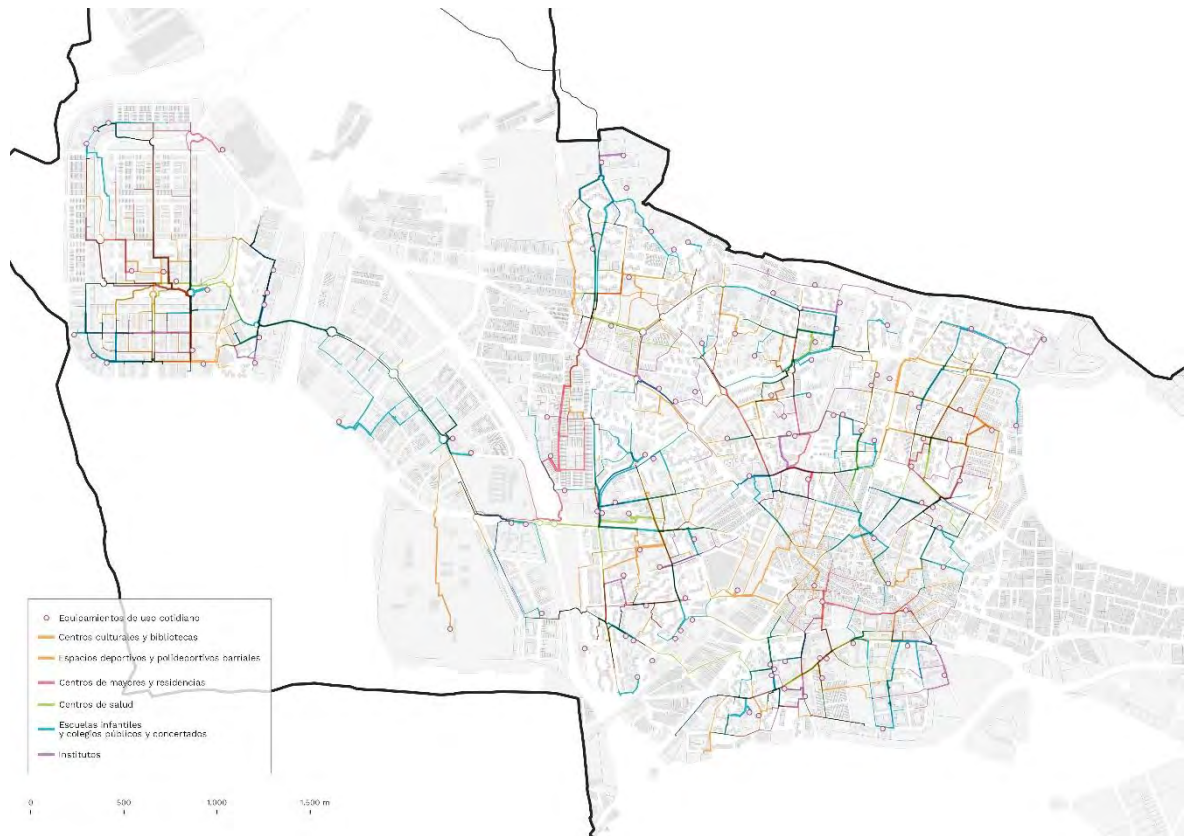 Equipamientos de uso cotidiano
Centros culturales y bibliotecas
Espacios deportivos y polideportivos barriales
Centros de mayores y residencias
Centros de salud
Escuelas infantiles
y colegios públicos y concertados
Institutos
0 500 1.000 1.500 m